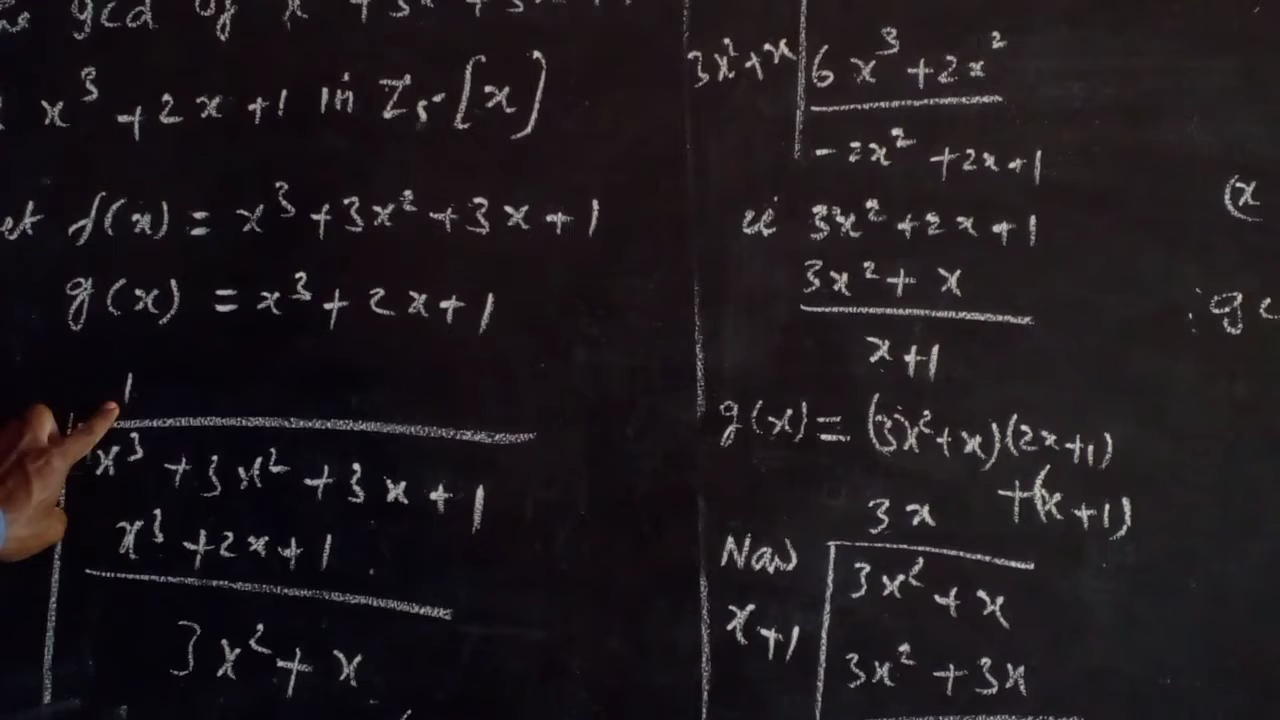 gcd of x³ + 3x² + 3x + 1
x³ + 2x + 1 in Z₅[x]
f(x) = x³ + 3x² + 3x + 1
g(x) = x³ + 2x + 1
1
x³ + 3x² + 3x + 1
x³ + 2x + 1
3x² + x
3x² + x | 6x³ + 2x²
-2x² + 2x + 1
3x² + 2x + 1
3x² + x
x + 1
g(x) = (3x² + x)(2x + 1)
+ (x + 1)
3x
Now
x + 1 | 3x² + x
3x² + 3x
(x
∴ gc